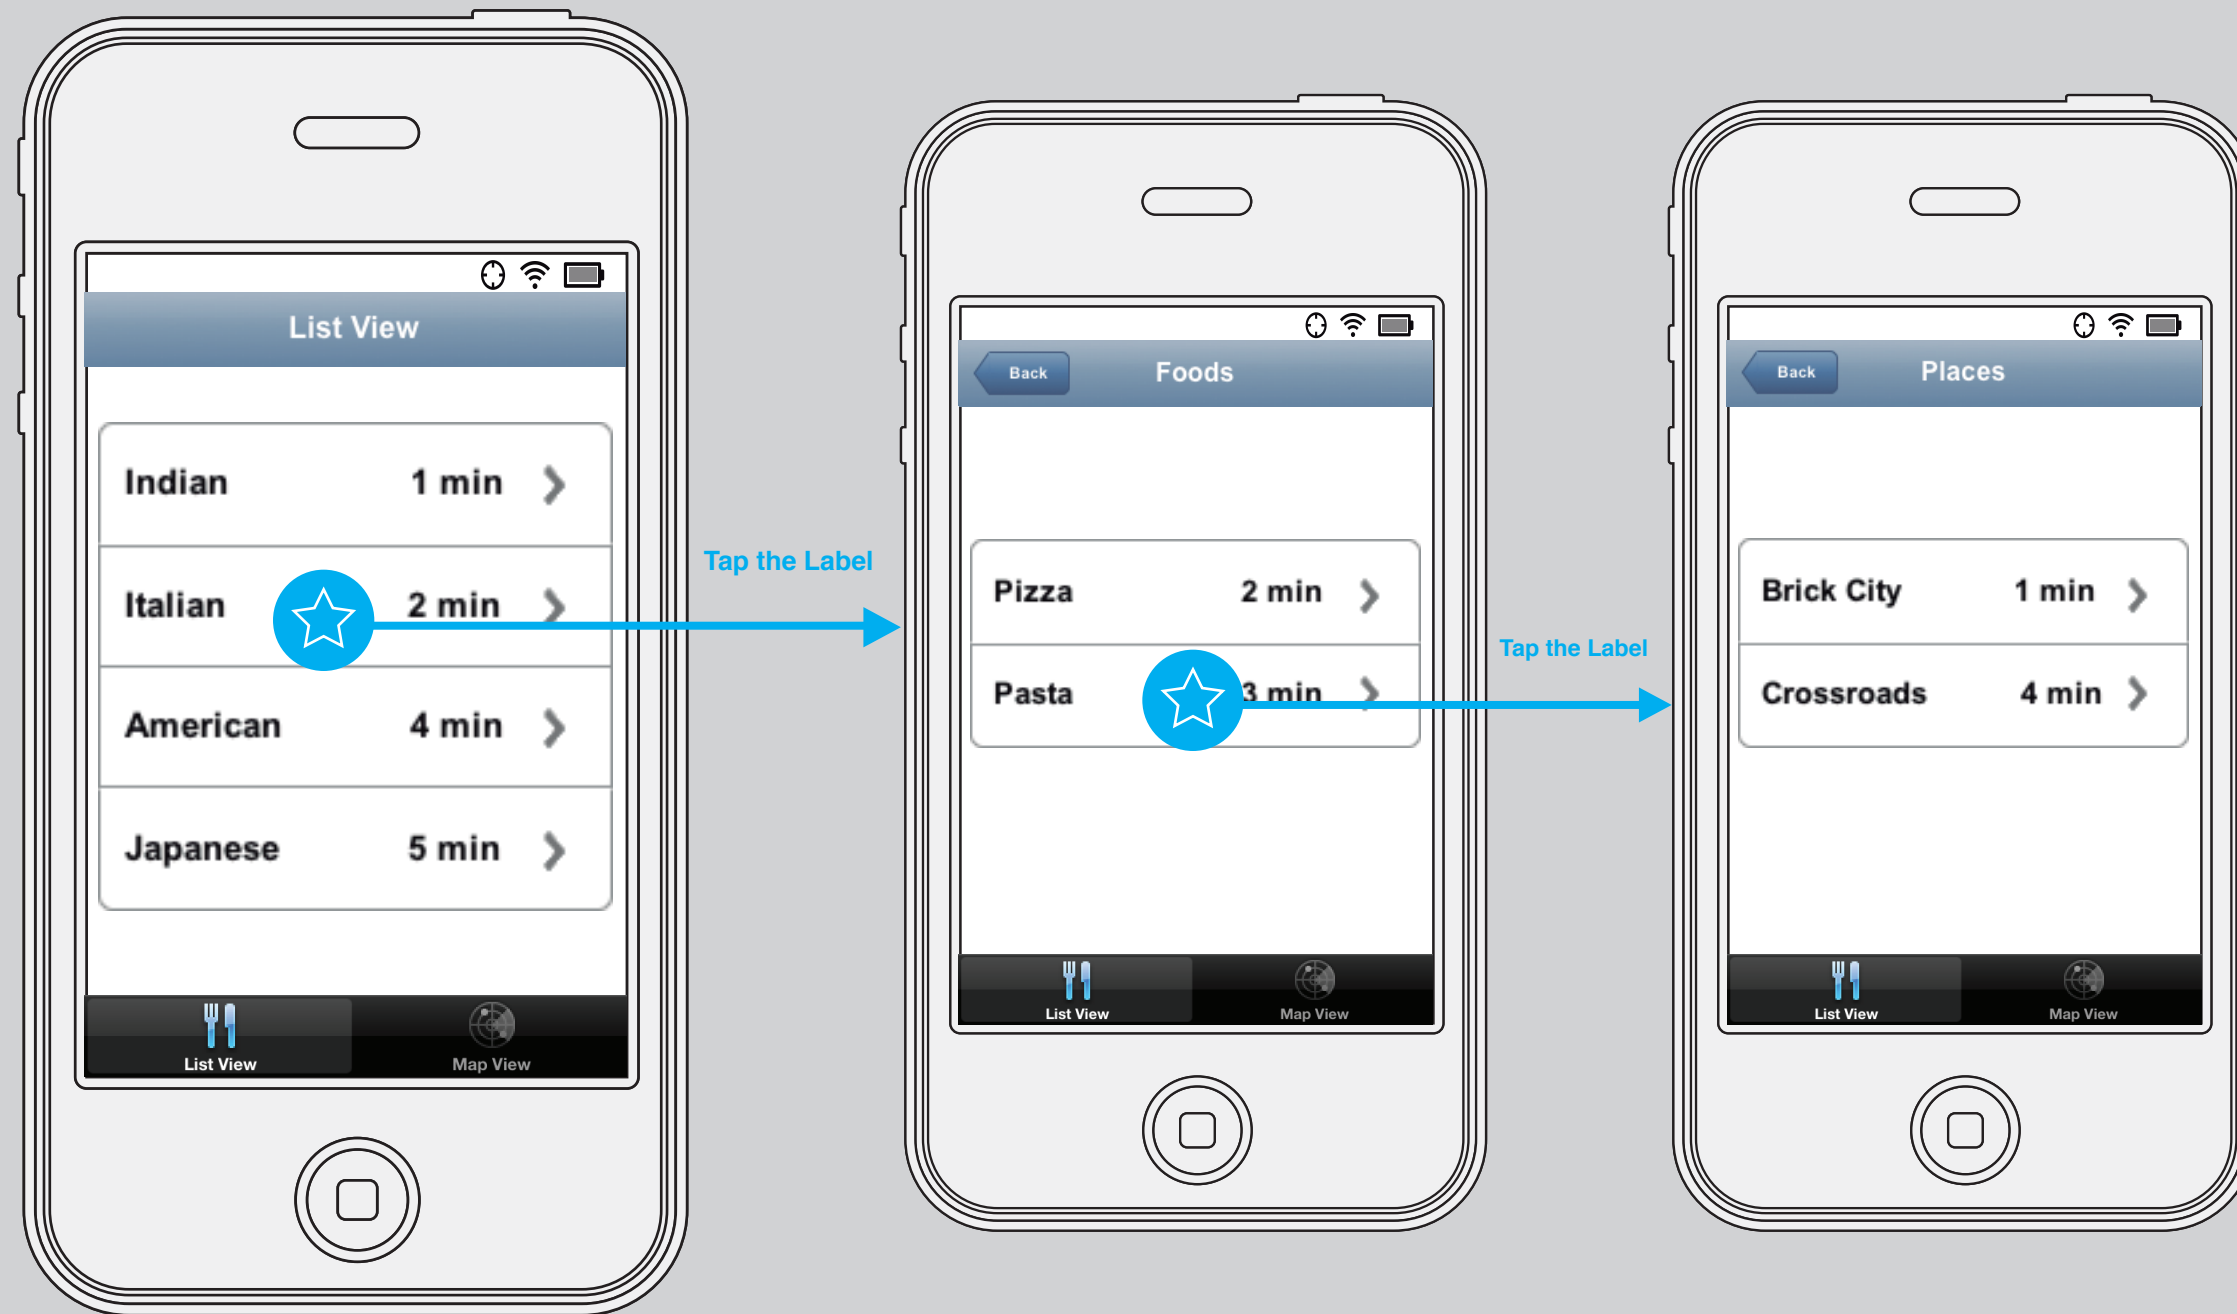 List View
Indian 1 min
Italian 2 min
American 4 min
Japanese 5 min
List View Map View
Tap the Label
Back Foods
Pizza 2 min
Pasta 3 min
List View Map View
Tap the Label
Back Places
Brick City 1 min
Crossroads 4 min
List View Map View